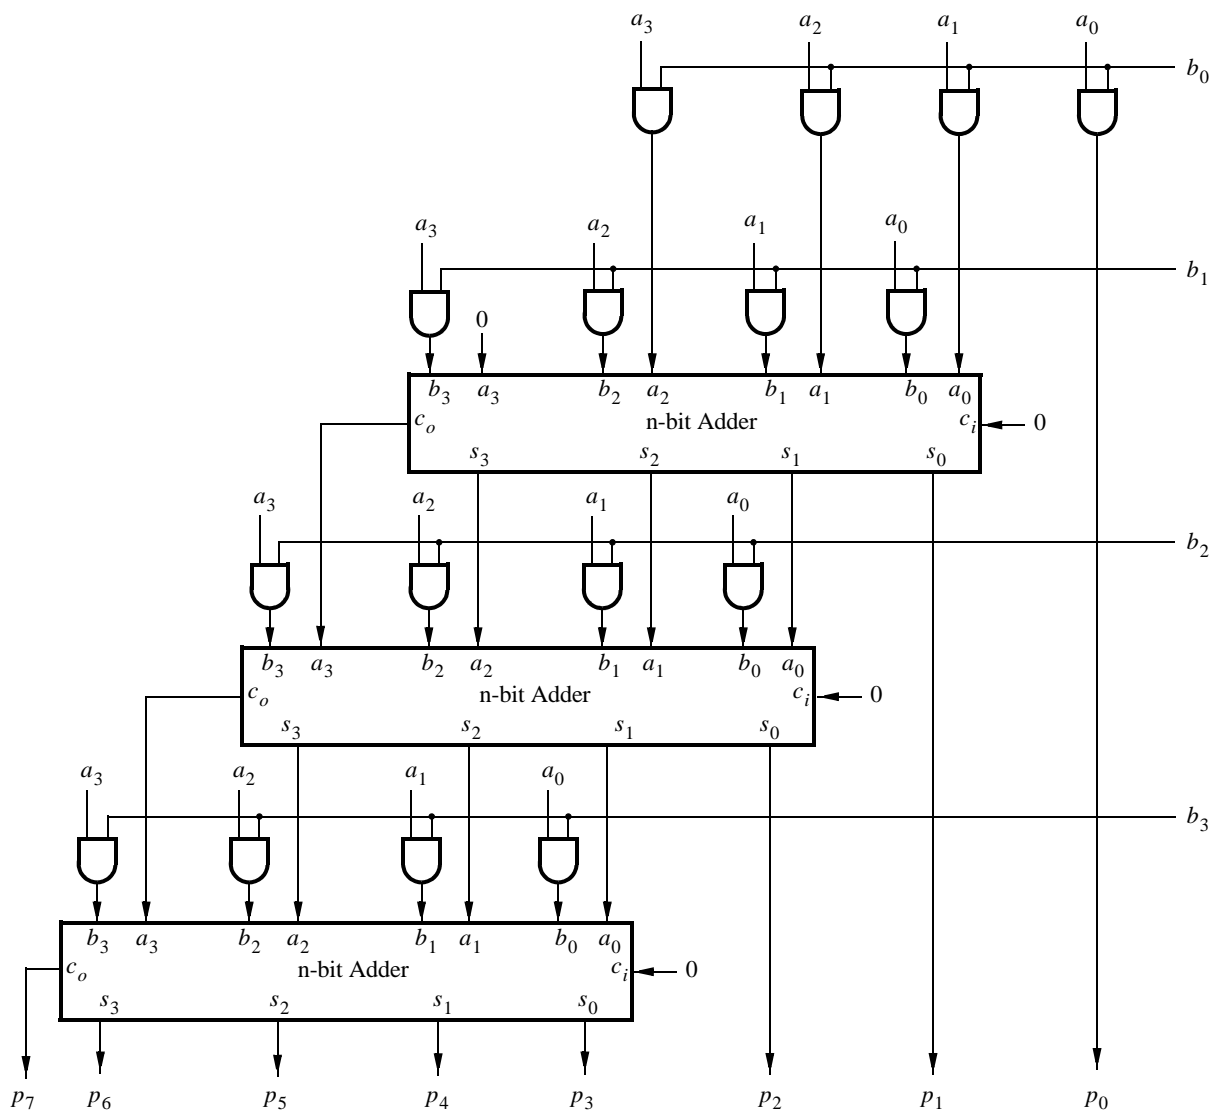 a3 a2 a1 a0
b0
a3 a2 a1 a0
b1
0
b3 a3 b2 a2 b1 a1 b0 a0
co n-bit Adder ci 0
s3 s2 s1 s0
a3 a2 a1 a0
b2
b3 a3 b2 a2 b1 a1 b0 a0
co n-bit Adder ci 0
s3 s2 s1 s0
a3 a2 a1 a0
b3
b3 a3 b2 a2 b1 a1 b0 a0
co n-bit Adder ci 0
s3 s2 s1 s0
p7 p6 p5 p4 p3 p2 p1 p0